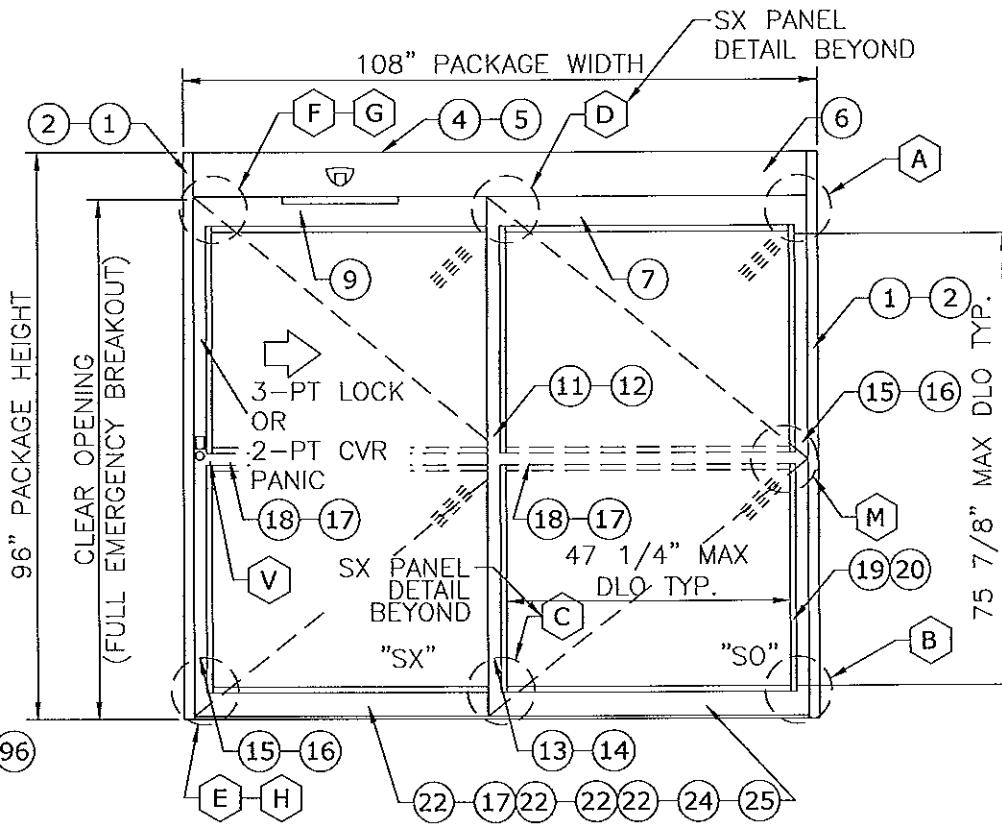 SX PANEL
DETAIL BEYOND
108" PACKAGE WIDTH
2 1
F G
4 5
D
6
A
9
7
1 2
96" PACKAGE HEIGHT
CLEAR OPENING
(FULL EMERGENCY BREAKOUT)
3-PT LOCK
OR
2-PT CVR
PANIC
11 12
15 16
18 17
18 17
M
V
SX PANEL
DETAIL
BEYOND
47 1/4" MAX
DLO TYP.
19 20
75 7/8" MAX DLO TYP.
C
"SX"
"SO"
B
96
15 16
13 14
E H
22 17 22 22 22 24 25